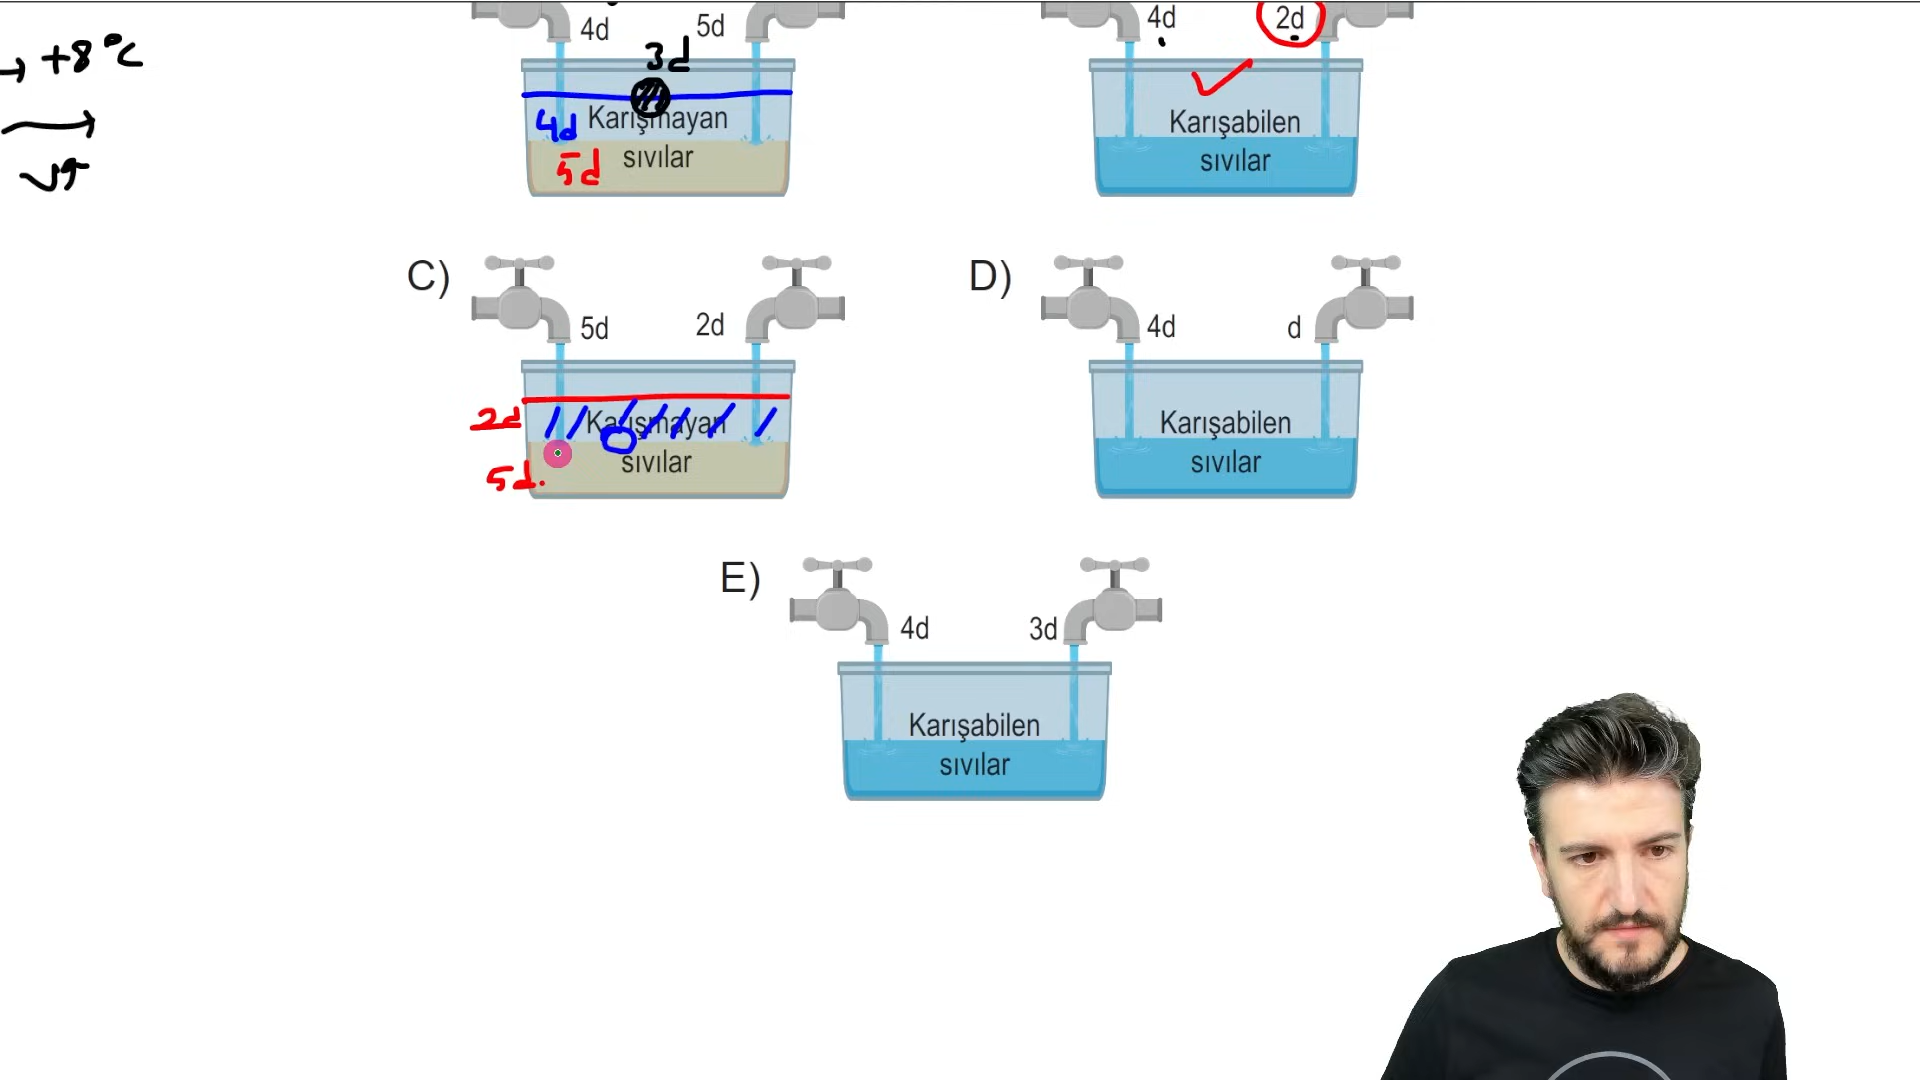 → +8 °C
4d
5d
3d
4d
5d
Karışmayan
sıvılar
4d
2d
Karışabilen
sıvılar
C)
5d
2d
2d
5d.
Karışmayan
sıvılar
D)
4d
d
Karışabilen
sıvılar
E)
4d
3d
Karışabilen
sıvılar